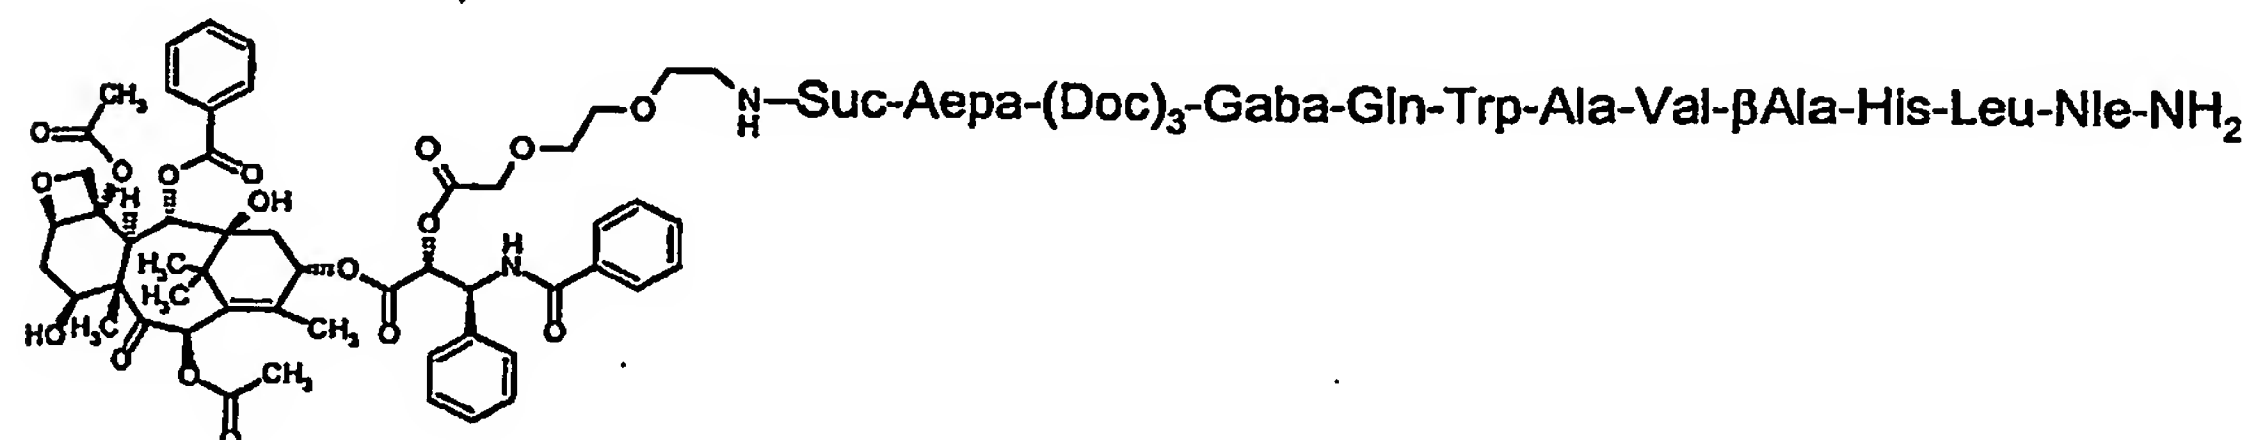 CH₃ N–Suc-Aepa-(Doc)₃-Gaba-Gln-Trp-Ala-Val-βAla-His-Leu-Nle-NH₂
O O H
O O
O O O
O H OH
O
H
H₃C O N
H₃C
HO H₃C CH₃ O O
O
O CH₃
O